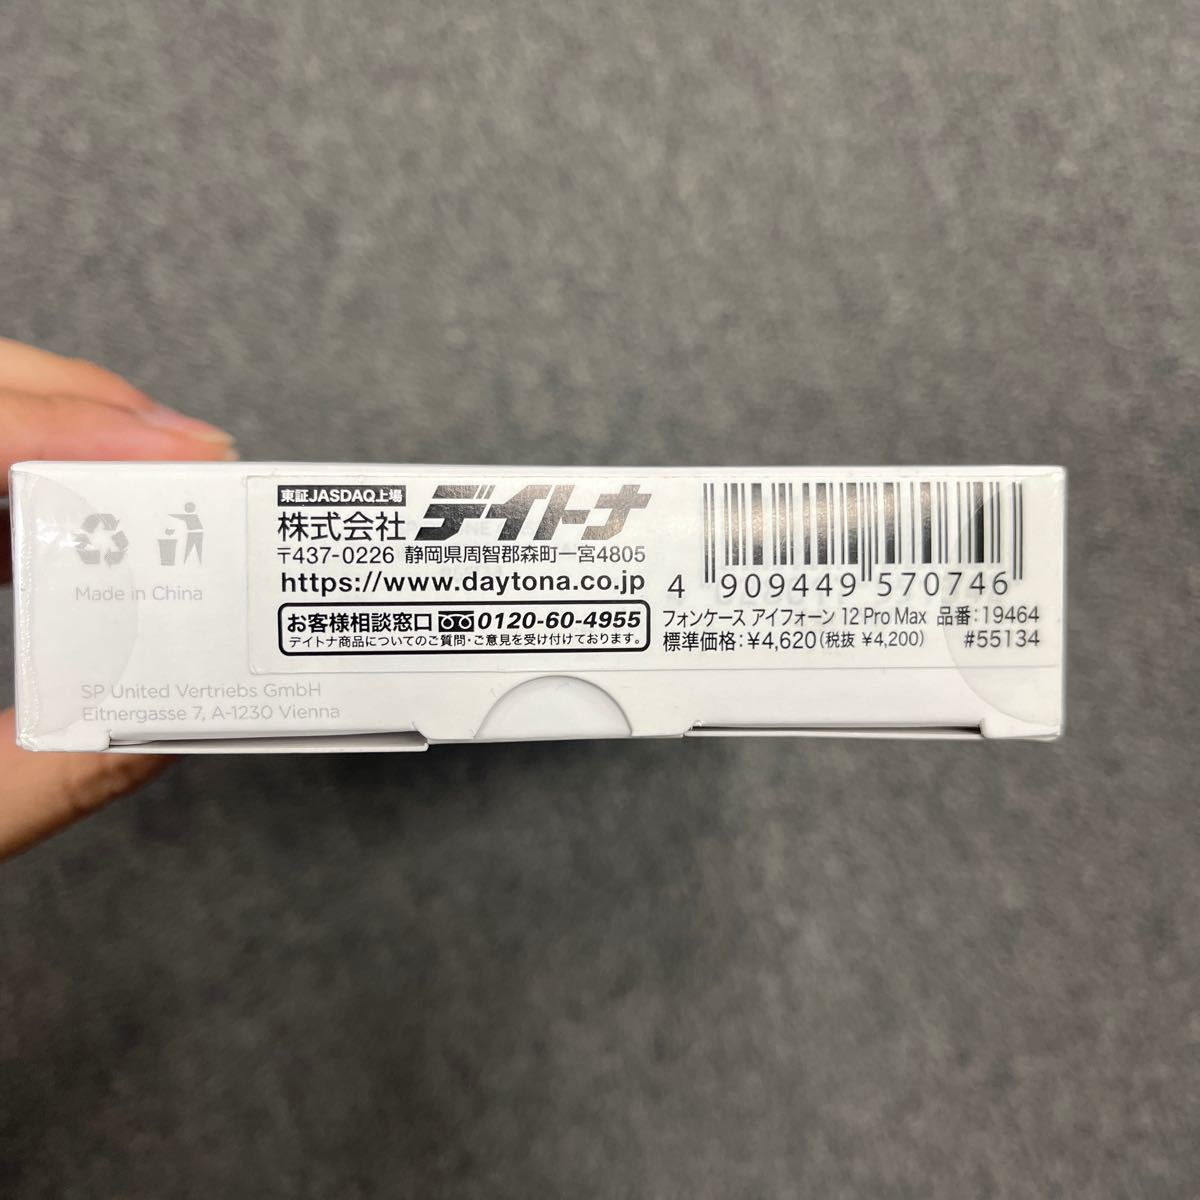 東証JASDAQ上場
株式会社 デイトナ
〒437-0226 静岡県周智郡森町一宮4805
https://www.daytona.co.jp
お客様相談窓口 0120-60-4955
デイトナ商品についてのご質問・ご意見を受け付けております。
4 909449 570746
フォンケース アイフォーン 12 Pro Max 品番:19464
標準価格:¥4,620(税抜 ¥4,200) #55134
Made in China
SP United Vertriebs GmbH
Eitnergasse 7, A-1230 Vienna